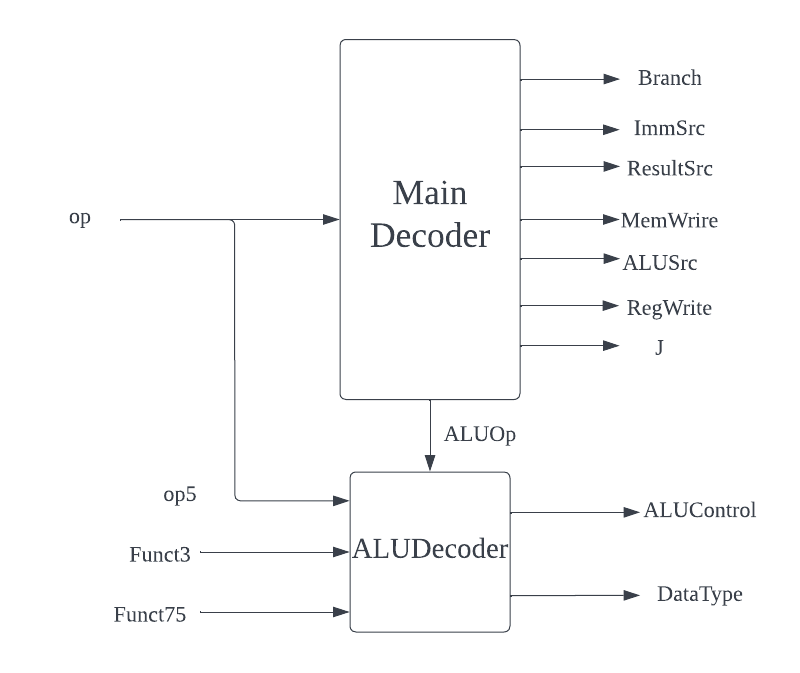 Branch
ImmSrc
ResultSrc
Main
Decoder
op
MemWrire
ALUSrc
RegWrite
J
ALUOp
op5
ALUControl
Funct3
ALUDecoder
DataType
Funct75